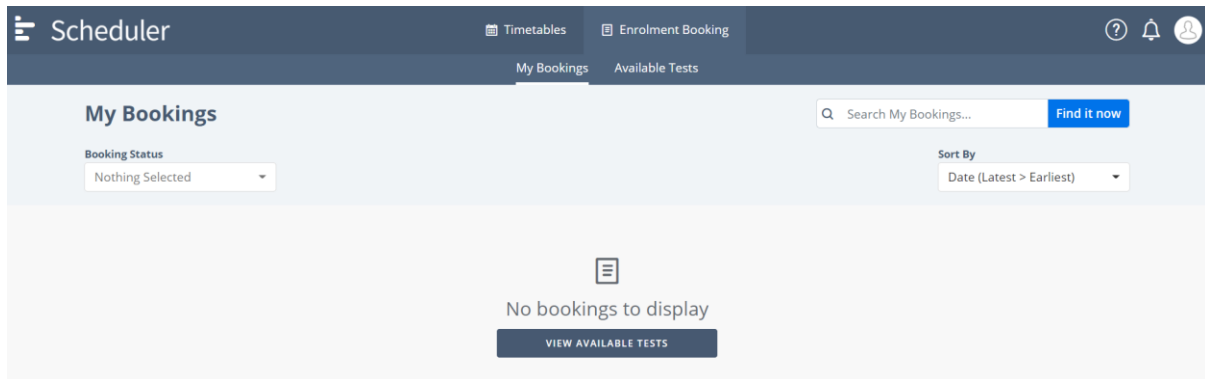 Scheduler
Timetables
Enrolment Booking
My Bookings
Available Tests
My Bookings
Search My Bookings...
Find it now
Booking Status
Nothing Selected
Sort By
Date (Latest > Earliest)
No bookings to display
VIEW AVAILABLE TESTS